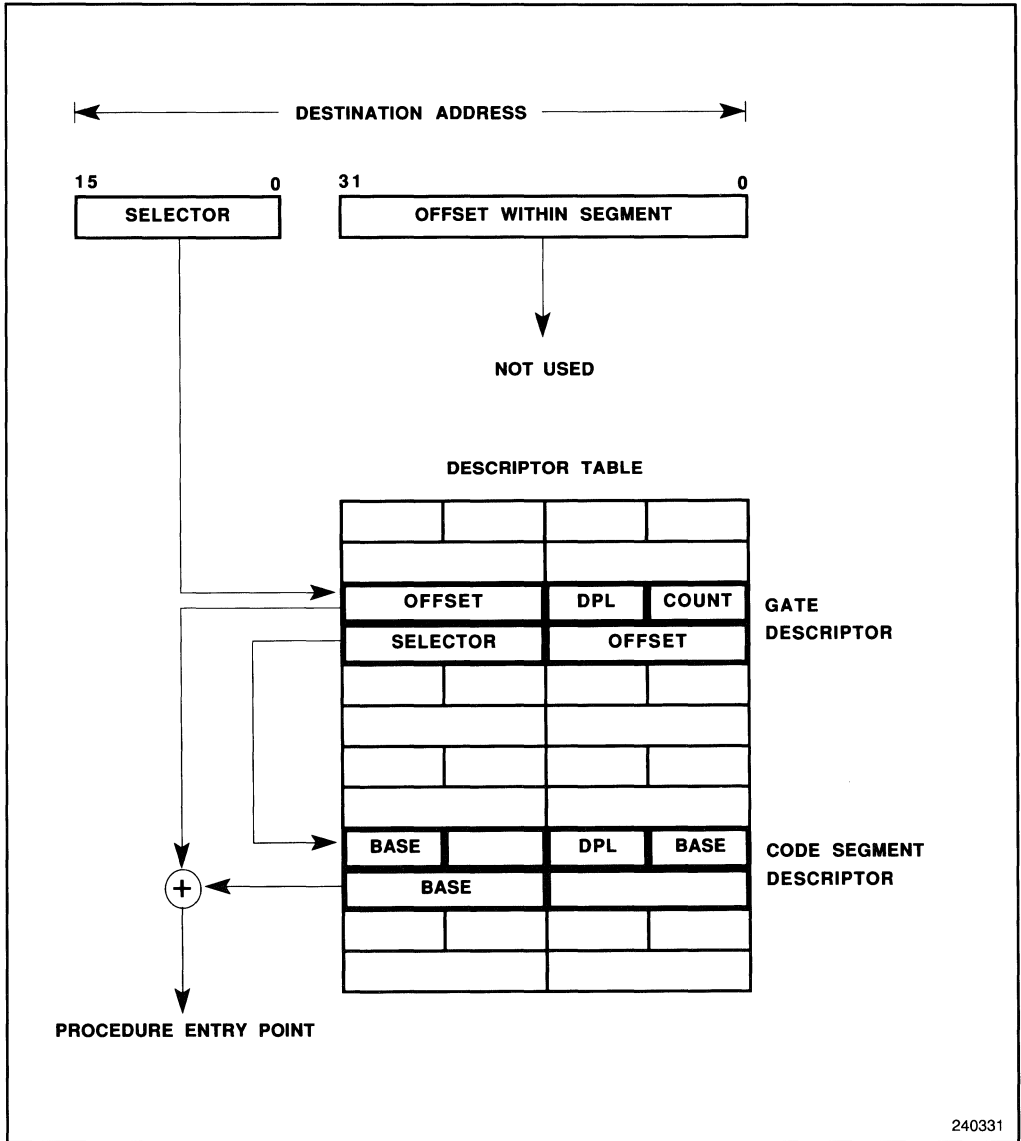 DESTINATION ADDRESS
15 0 31 0
SELECTOR OFFSET WITHIN SEGMENT
NOT USED
DESCRIPTOR TABLE
OFFSET DPL COUNT GATE
DESCRIPTOR
SELECTOR OFFSET
BASE DPL BASE CODE SEGMENT
DESCRIPTOR
BASE
+
PROCEDURE ENTRY POINT
240331